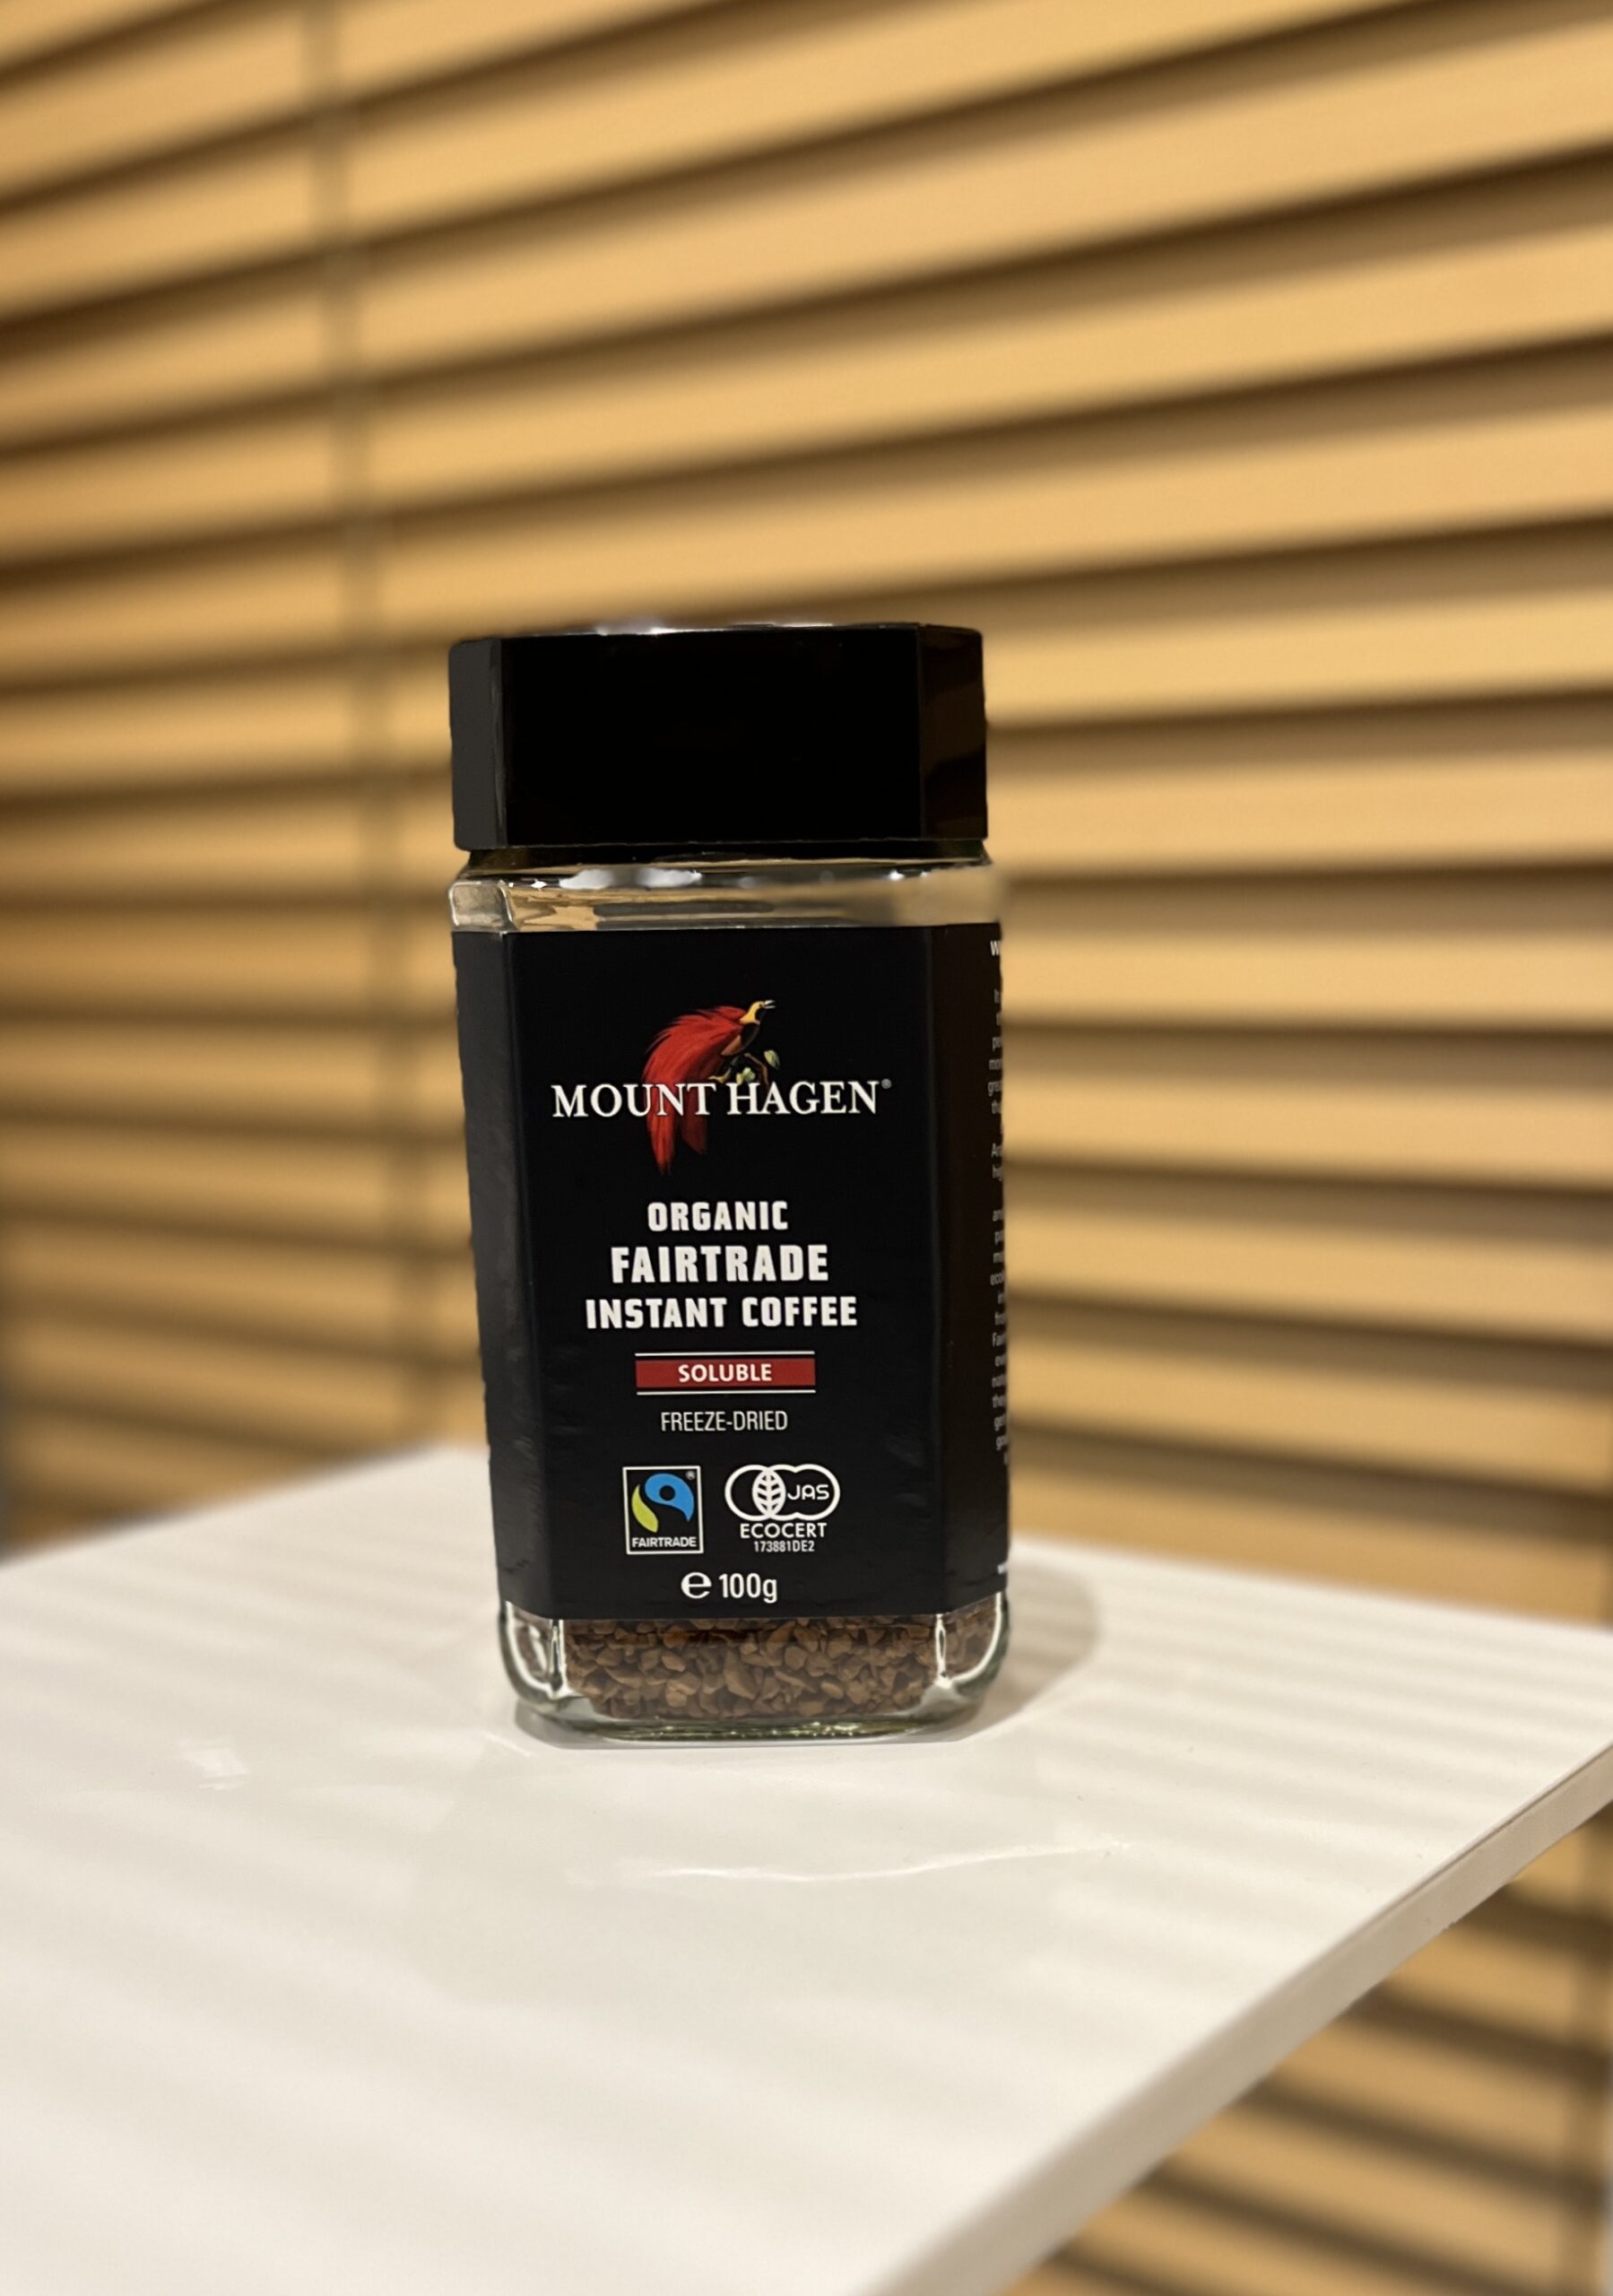 MOUNT HAGEN®
ORGANIC
FAIRTRADE
INSTANT COFFEE
SOLUBLE
FREEZE-DRIED
FAIRTRADE
JAS
ECOCERT
173881DE2
℮ 100g